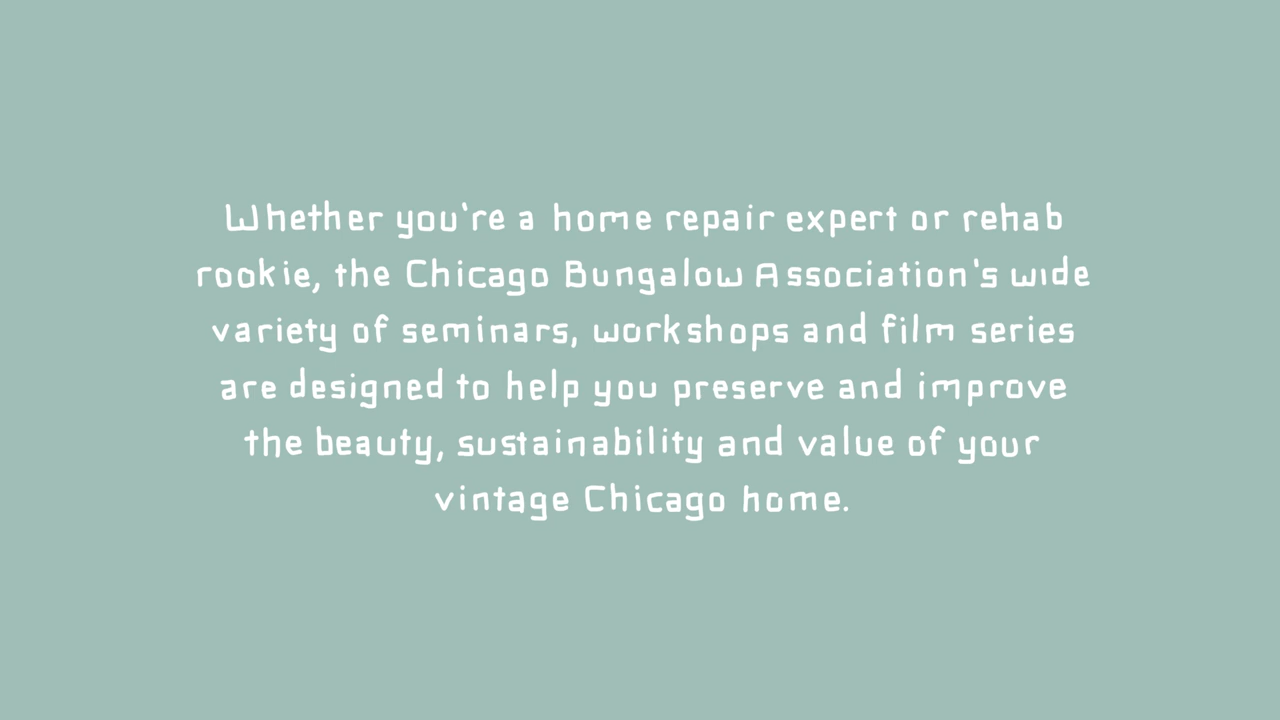 Whether you're a home repair expert or rehab
rookie, the Chicago Bungalow Association's wide
variety of seminars, workshops and film series
are designed to help you preserve and improve
the beauty, sustainability and value of your
vintage Chicago home.